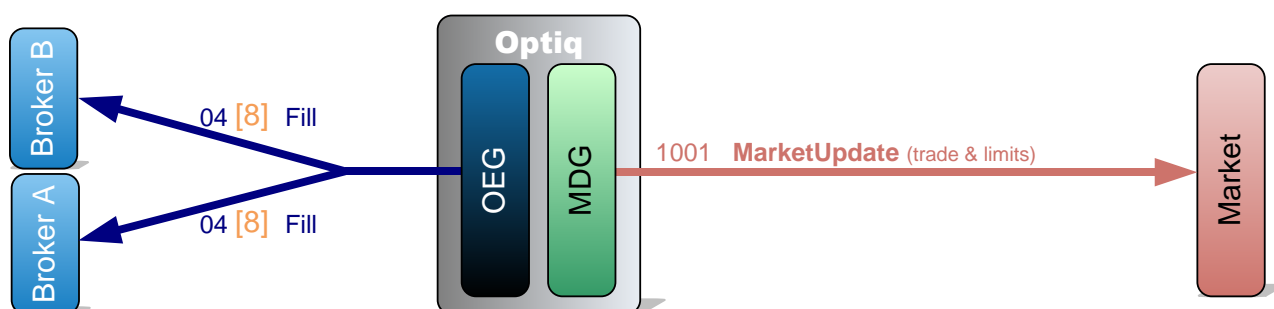 Optiq
Broker B
04 [8] Fill
OEG
MDG
1001 MarketUpdate (trade & limits)
Market
Broker A
04 [8] Fill